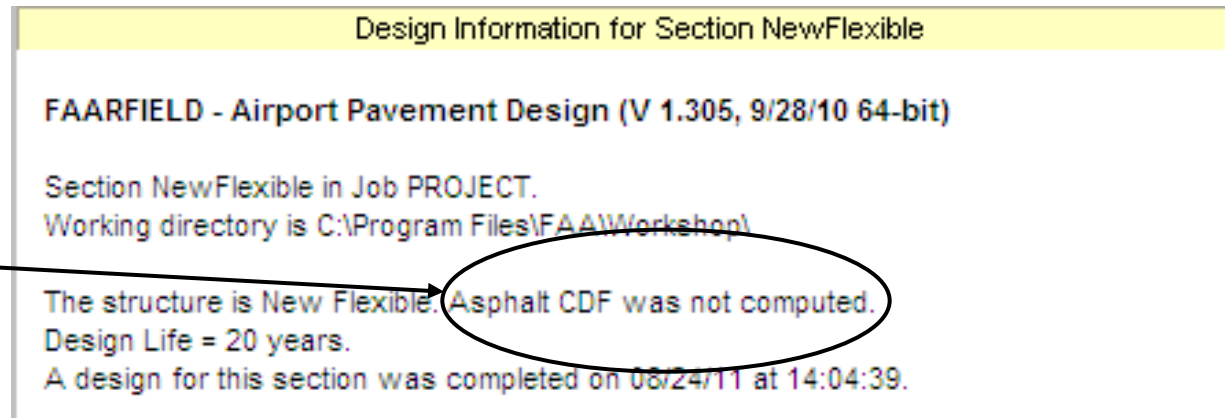 Design Information for Section NewFlexible
FAARFIELD - Airport Pavement Design (V 1.305, 9/28/10 64-bit)
Section NewFlexible in Job PROJECT.
Working directory is C:\Program Files\FAA\Workshop\
The structure is New Flexible. Asphalt CDF was not computed.
Design Life = 20 years.
A design for this section was completed on 08/24/11 at 14:04:39.